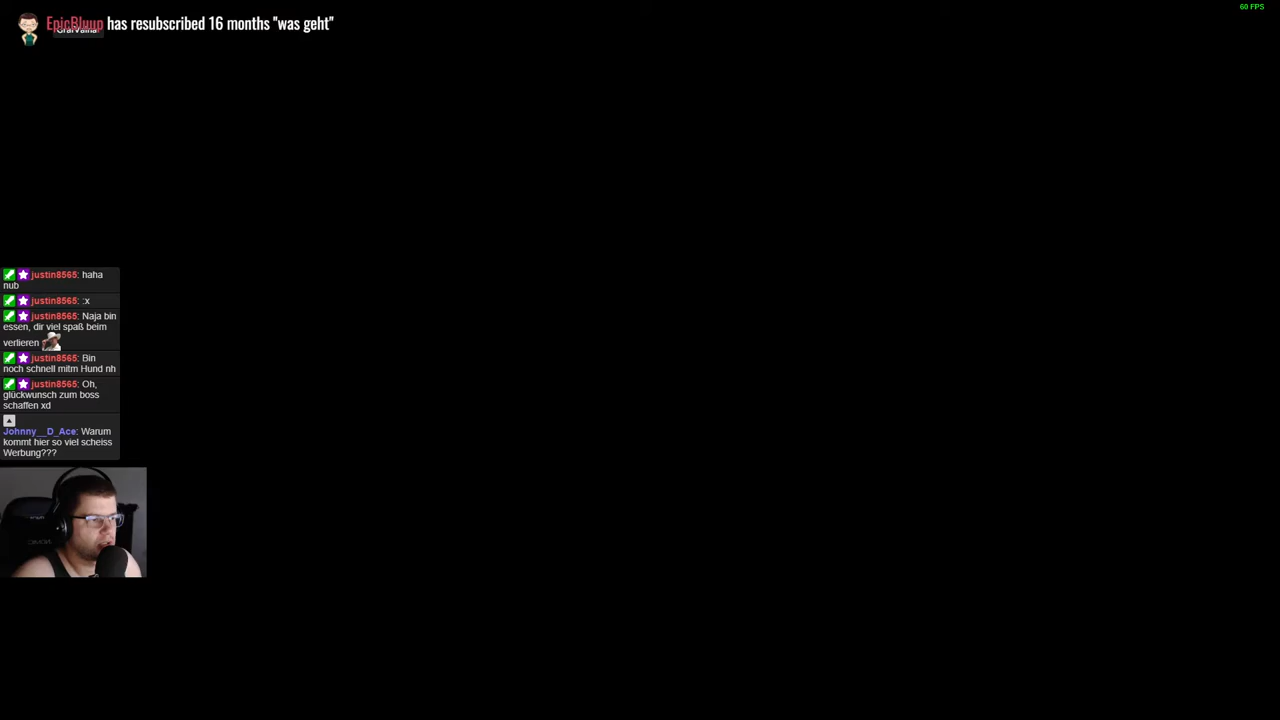 60 FPS
EpicBluup has resubscribed 16 months "was geht"
justin8565: haha
nub
justin8565: :x
justin8565: Naja bin
essen, dir viel spaß beim
verlieren
justin8565: Bin
noch schnell mitm Hund nh
justin8565: Oh,
glückwunsch zum boss
schaffen xd
Johnny__D_Ace: Warum
kommt hier so viel scheiss
Werbung???